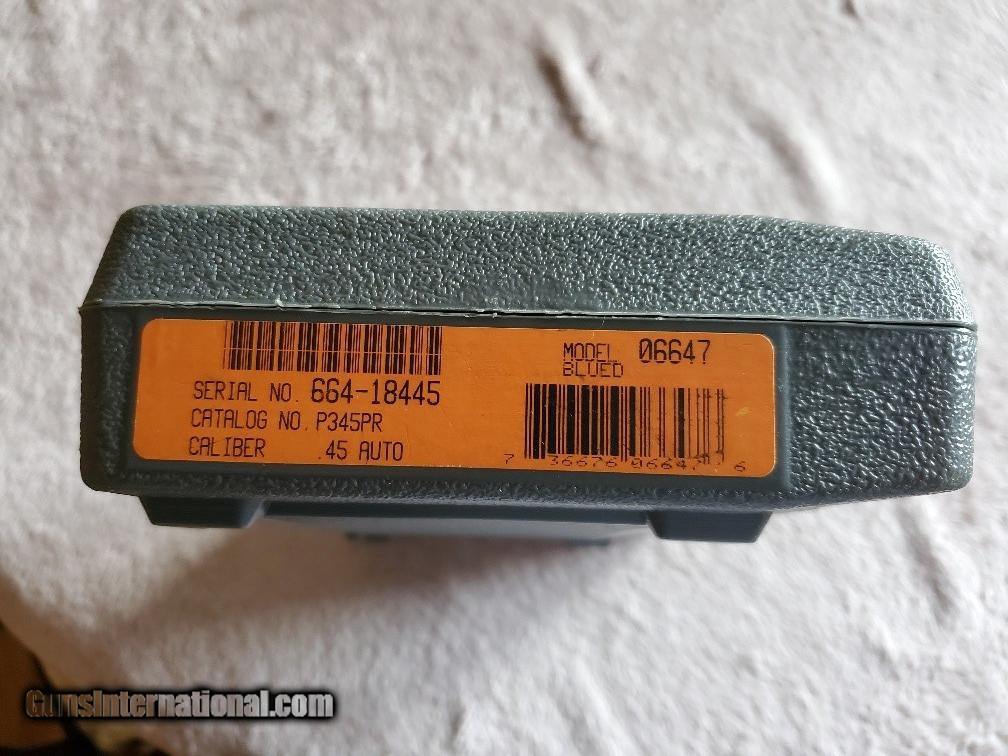 SERIAL NO. 664-18445
CATALOG NO. P345PR
CALIBER .45 AUTO
MODEL 06647
BLUED
7 36676 06647 6
GunsInternational.com